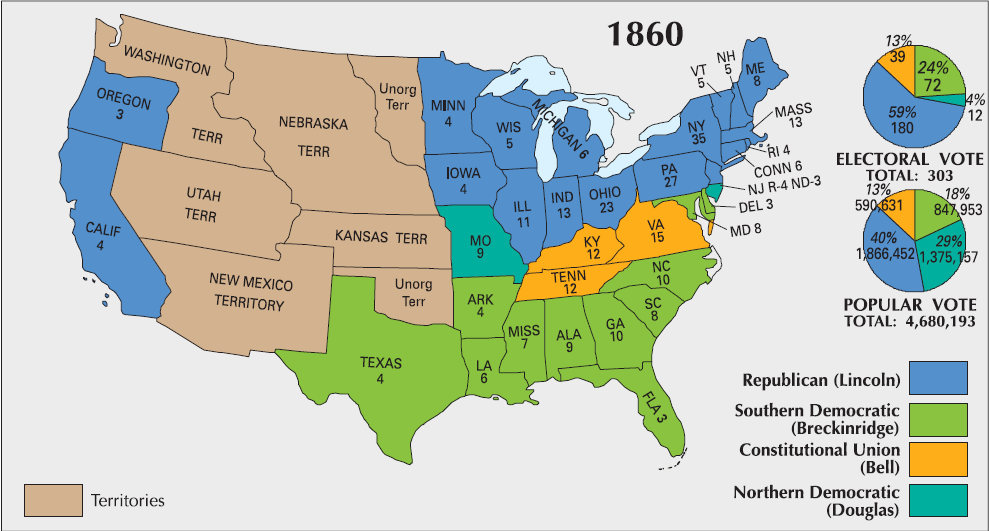 1860
WASHINGTON
OREGON
3
TERR
NEBRASKA
TERR
Unorg
Terr
MINN
4
WIS
5
MICHIGAN 6
IOWA
4
ILL
11
IND
13
OHIO
23
PA
27
NY
35
VT
5
NH
5
ME
8
MASS
13
RI 4
CONN 6
NJ R-4 ND-3
DEL 3
MD 8
CALIF
4
UTAH
TERR
KANSAS TERR
MO
9
KY
12
VA
15
NEW MEXICO
TERRITORY
Unorg
Terr
TENN
12
NC
10
ARK
4
SC
8
MISS
7
ALA
9
GA
10
TEXAS
4
LA
6
FLA 3
13%
39
24%
72
4%
12
59%
180
ELECTORAL VOTE
TOTAL: 303
13%
590,631
18%
847,953
40%
1,866,452
29%
1,375,157
POPULAR VOTE
TOTAL: 4,680,193
Republican (Lincoln)
Southern Democratic
(Breckinridge)
Constitutional Union
(Bell)
Northern Democratic
(Douglas)
Territories